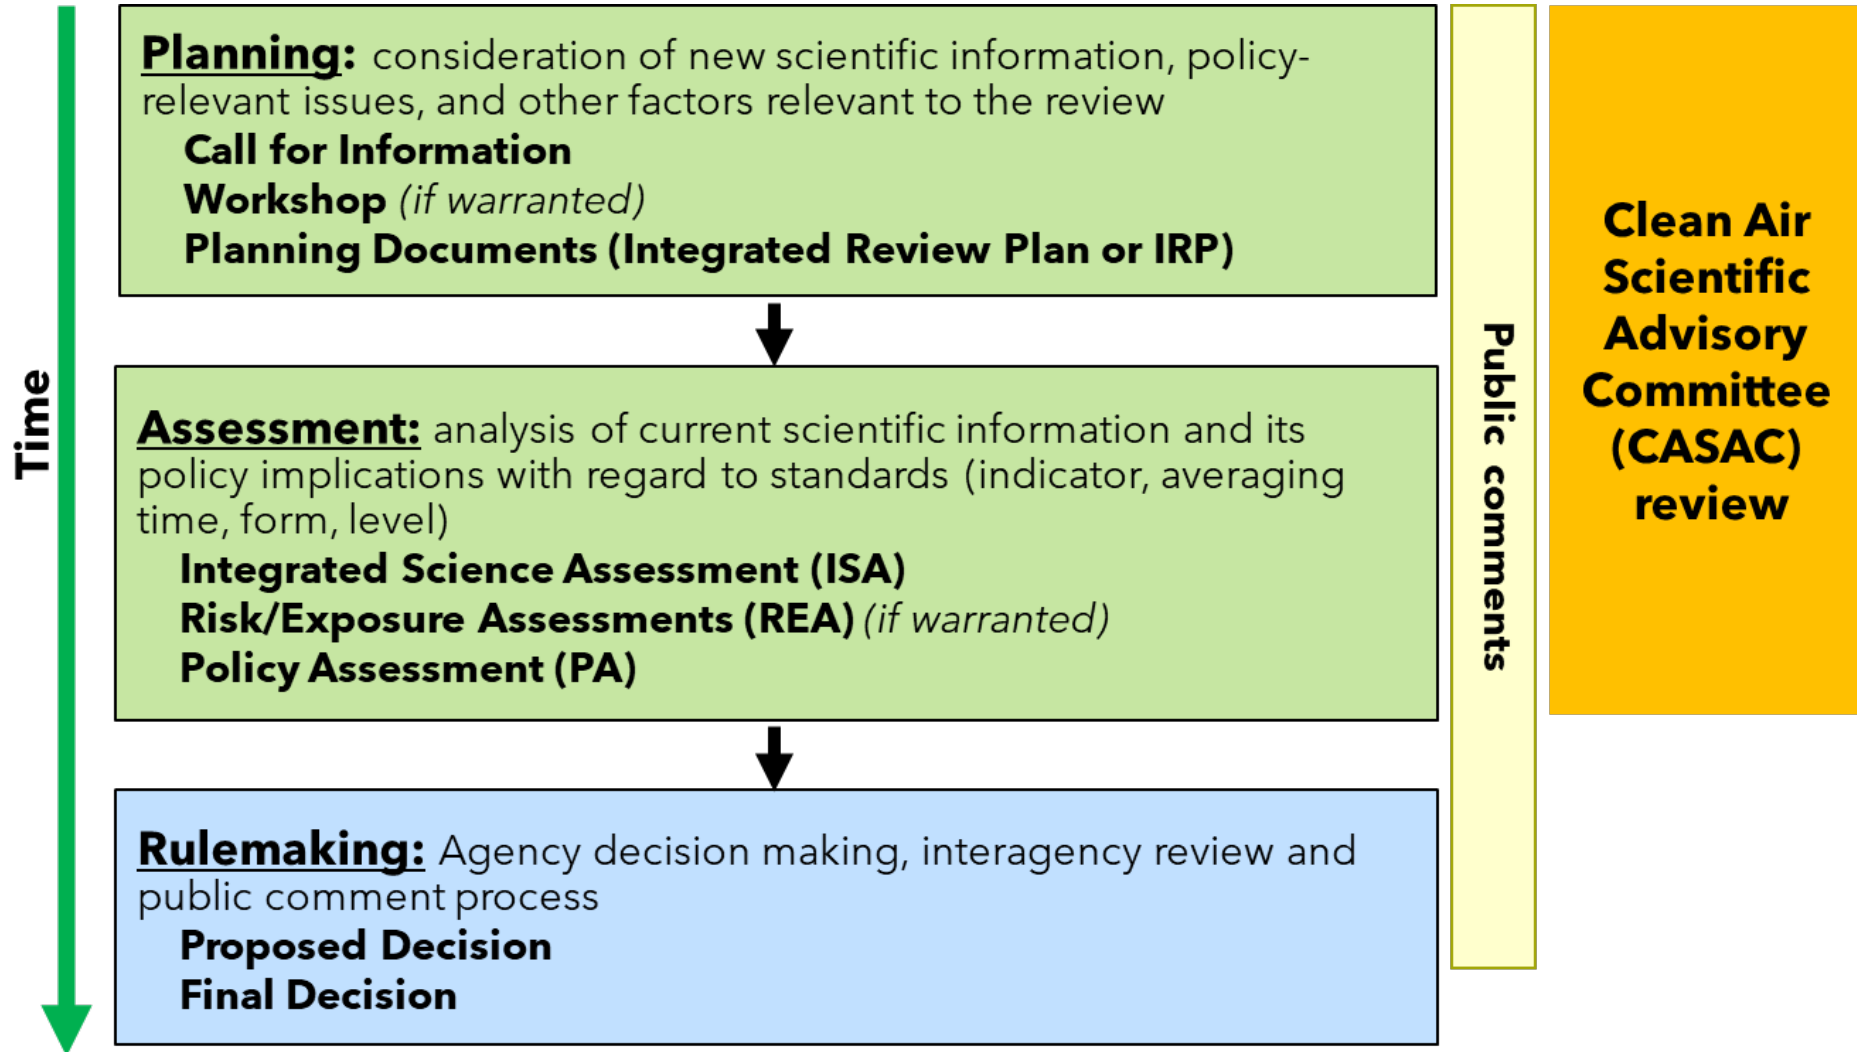 Time
Planning: consideration of new scientific information, policy-
relevant issues, and other factors relevant to the review
Call for Information
Workshop (if warranted)
Planning Documents (Integrated Review Plan or IRP)
Assessment: analysis of current scientific information and its
policy implications with regard to standards (indicator, averaging
time, form, level)
Integrated Science Assessment (ISA)
Risk/Exposure Assessments (REA) (if warranted)
Policy Assessment (PA)
Rulemaking: Agency decision making, interagency review and
public comment process
Proposed Decision
Final Decision
Public comments
Clean Air
Scientific
Advisory
Committee
(CASAC)
review